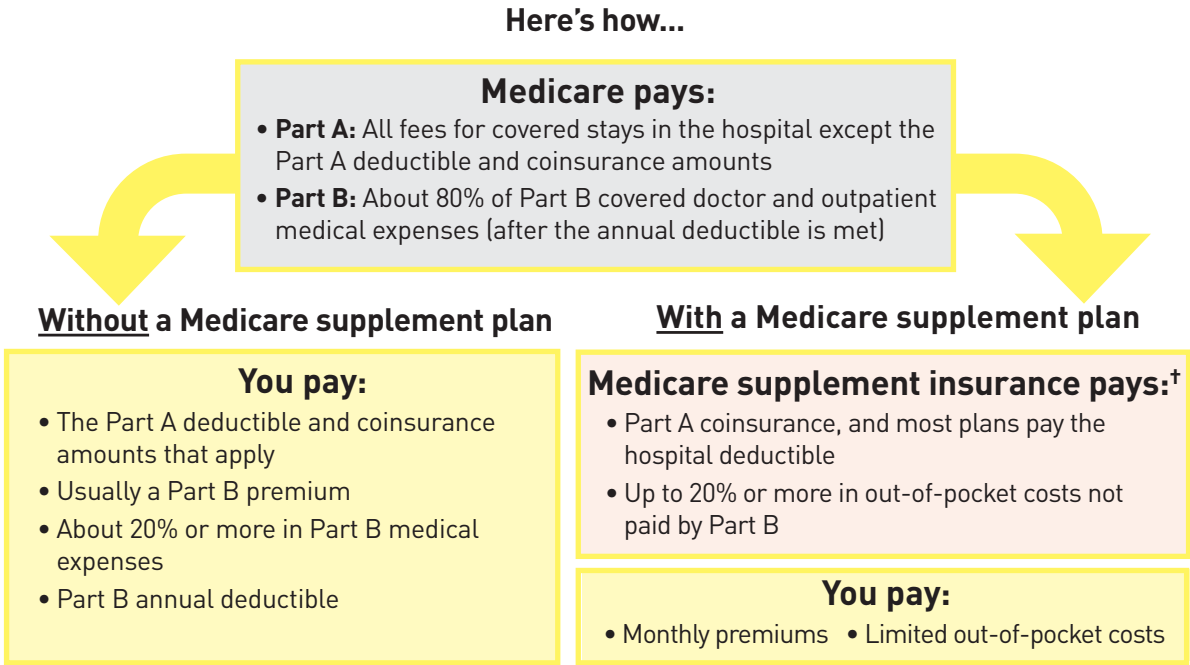 Here's how...
Medicare pays:
• Part A: All fees for covered stays in the hospital except the
Part A deductible and coinsurance amounts
• Part B: About 80% of Part B covered doctor and outpatient
medical expenses (after the annual deductible is met)
Without a Medicare supplement plan
You pay:
• The Part A deductible and coinsurance
amounts that apply
• Usually a Part B premium
• About 20% or more in Part B medical
expenses
• Part B annual deductible
With a Medicare supplement plan
Medicare supplement insurance pays:†
• Part A coinsurance, and most plans pay the
hospital deductible
• Up to 20% or more in out-of-pocket costs not
paid by Part B
You pay:
• Monthly premiums • Limited out-of-pocket costs